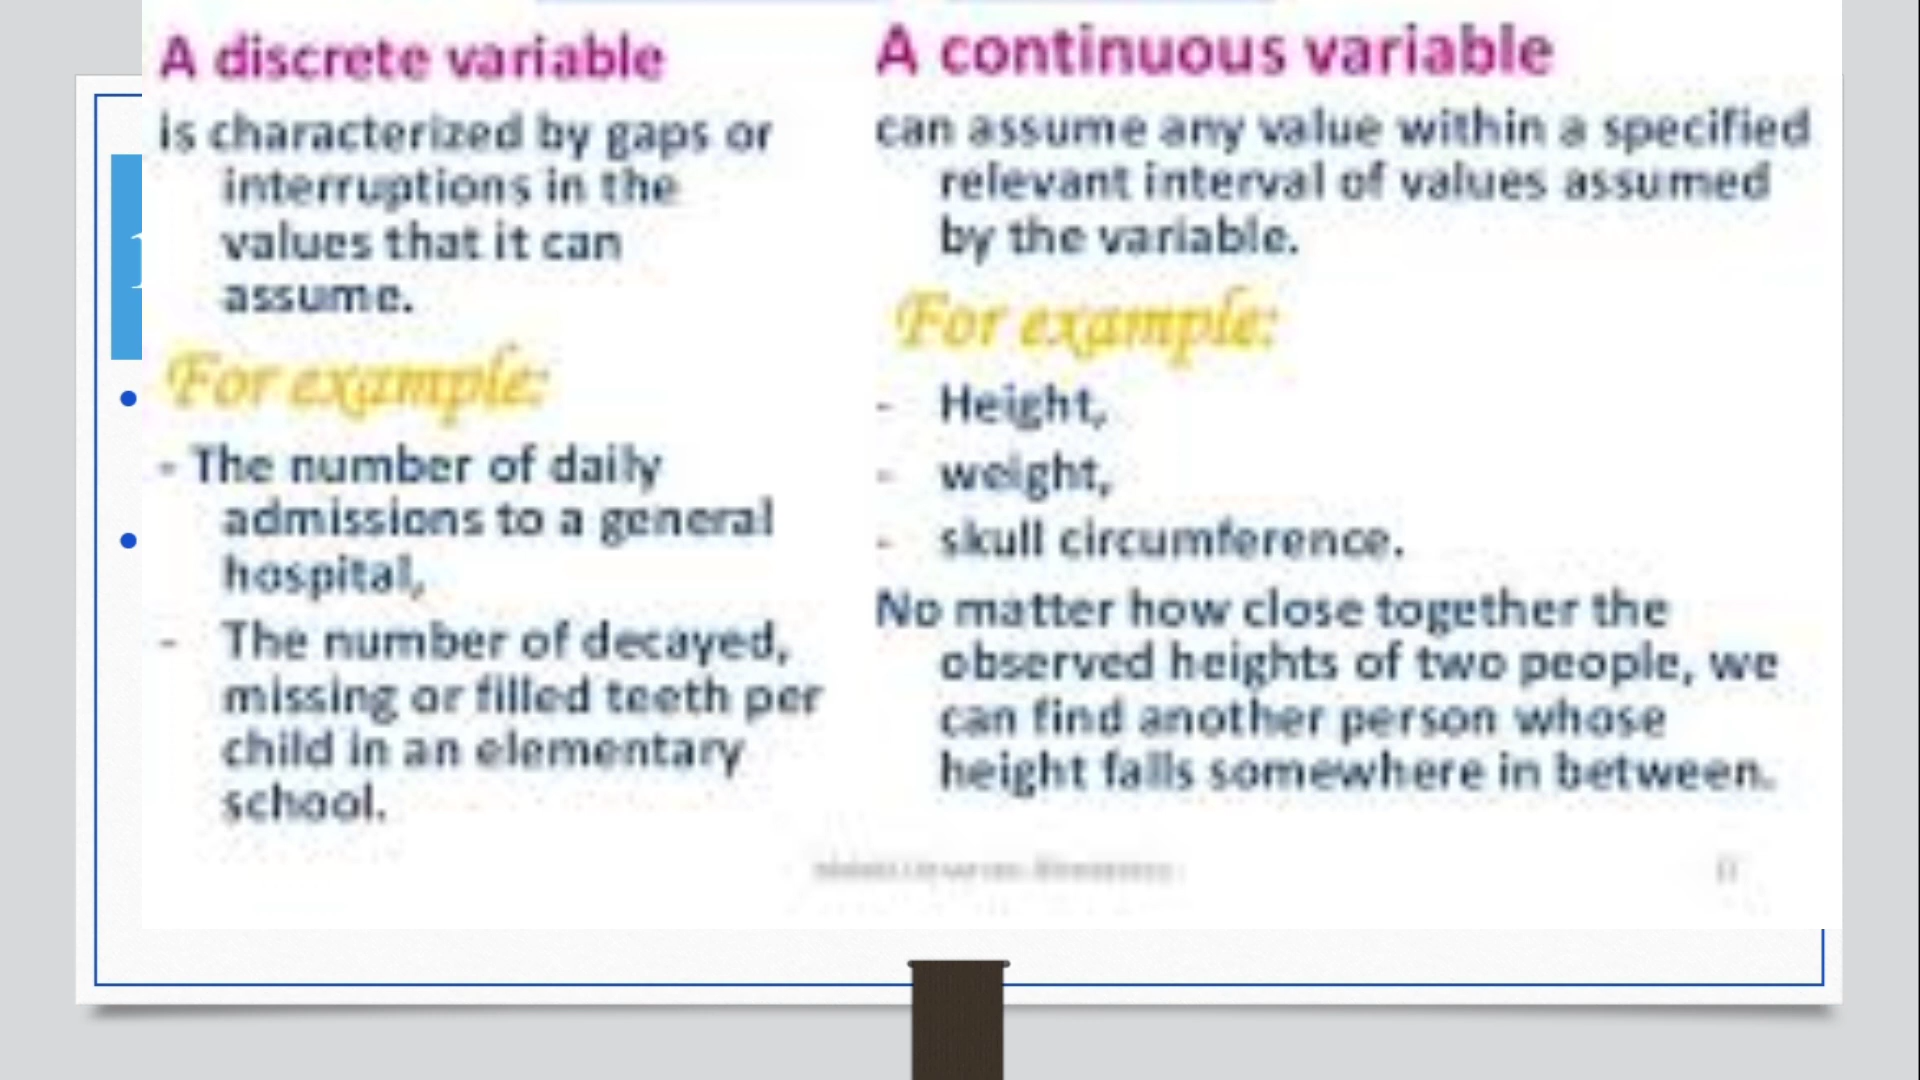 A discrete variable
is characterized by gaps or
interruptions in the
values that it can
assume.
For example:
- The number of daily
admissions to a general
hospital,
- The number of decayed,
missing or filled teeth per
child in an elementary
school.
A continuous variable
can assume any value within a specified
relevant interval of values assumed
by the variable.
For example:
- Height,
- weight,
- skull circumference.
No matter how close together the
observed heights of two people, we
can find another person whose
height falls somewhere in between.